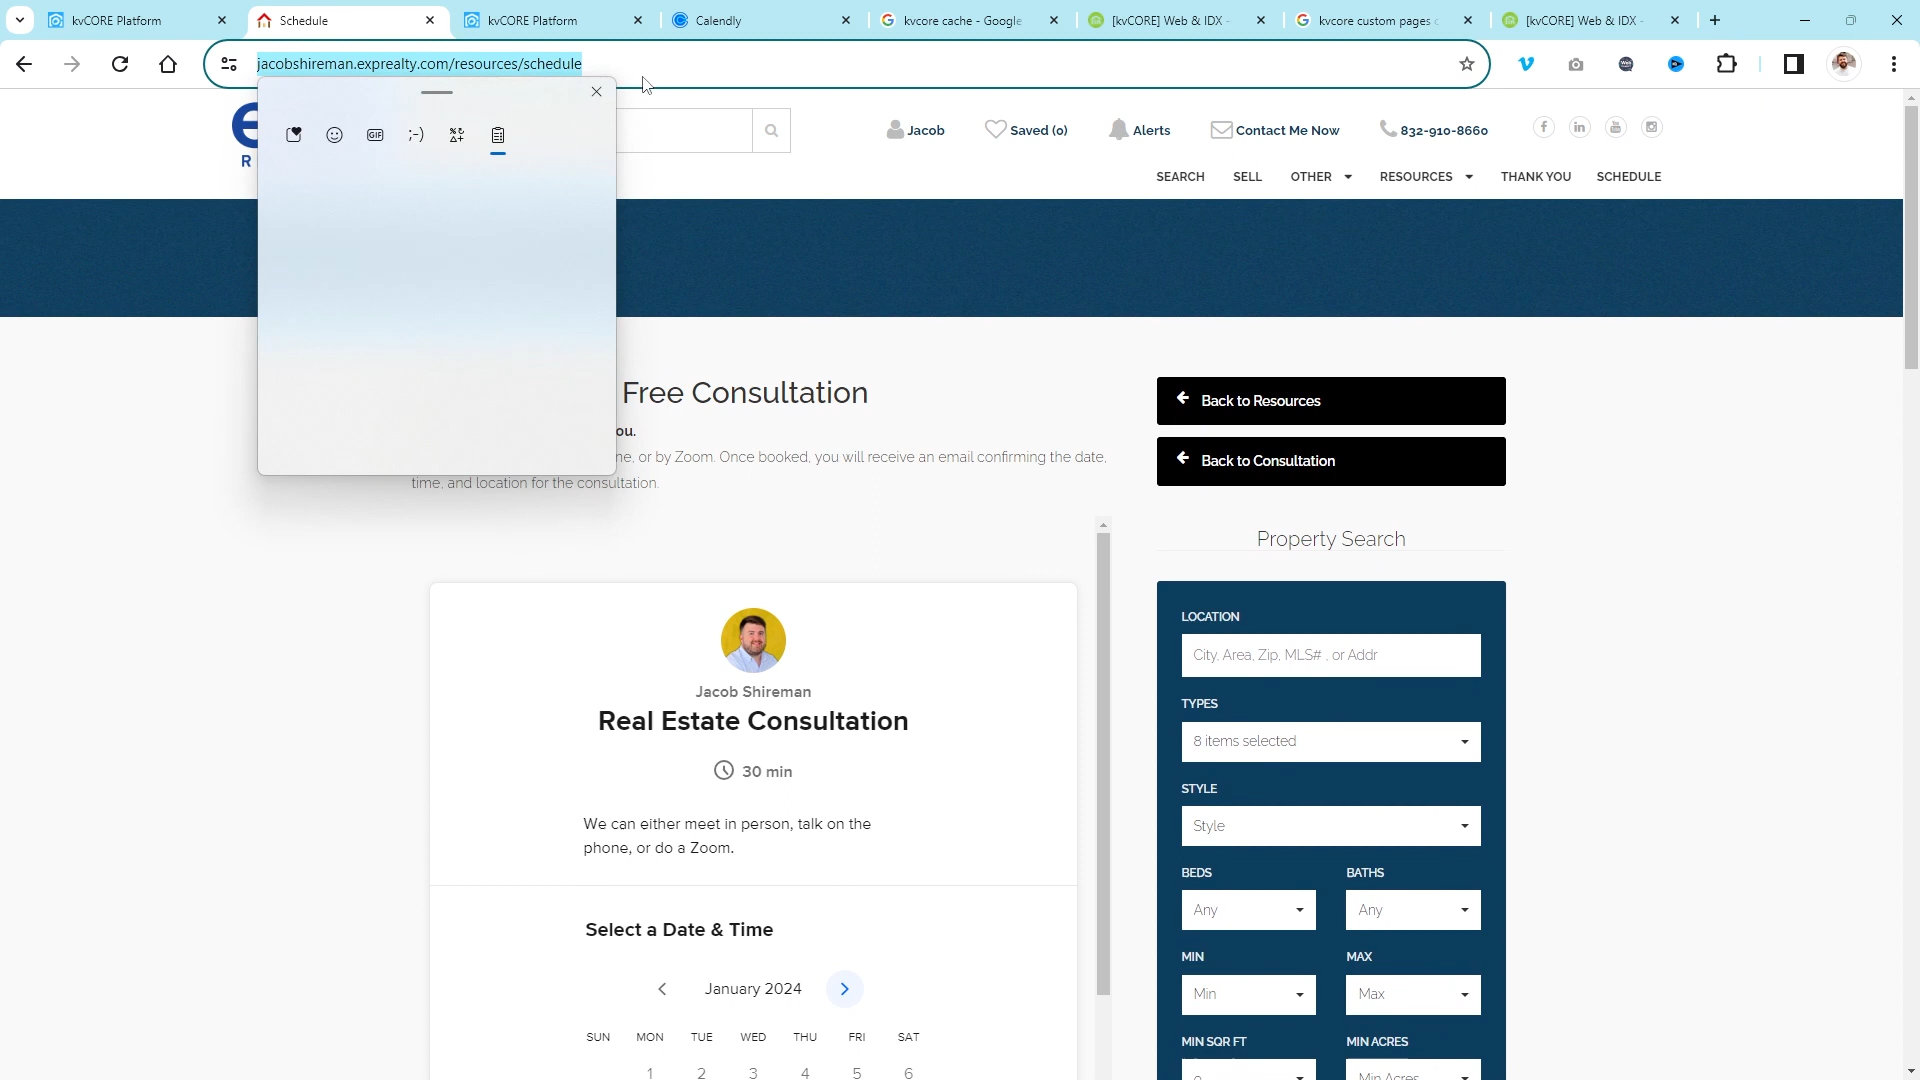 kvCORE Platform
Schedule
kvCORE Platform
Calendly
kvcore cache - Google
[kvCORE] Web & IDX -
kvcore custom pages
[kvCORE] Web & IDX -
jacobshireman.exprealty.com/resources/schedule
Jacob
Saved (0)
Alerts
Contact Me Now
832-910-8660
SEARCH
SELL
OTHER
RESOURCES
THANK YOU
SCHEDULE
GIF
;-)
R
Free Consultation
ou.
ne, or by Zoom. Once booked, you will receive an email confirming the date,
time, and location for the consultation.
Back to Resources
Back to Consultation
Property Search
LOCATION
City, Area, Zip, MLS# , or Addr
TYPES
8 items selected
STYLE
Style
BEDS
BATHS
Any
Any
MIN
MAX
Min
Max
MIN SQR FT
MIN ACRES
0
Min Acres
Jacob Shireman
Real Estate Consultation
30 min
We can either meet in person, talk on the
phone, or do a Zoom.
Select a Date & Time
January 2024
SUN MON TUE WED THU FRI SAT
1 2 3 4 5 6